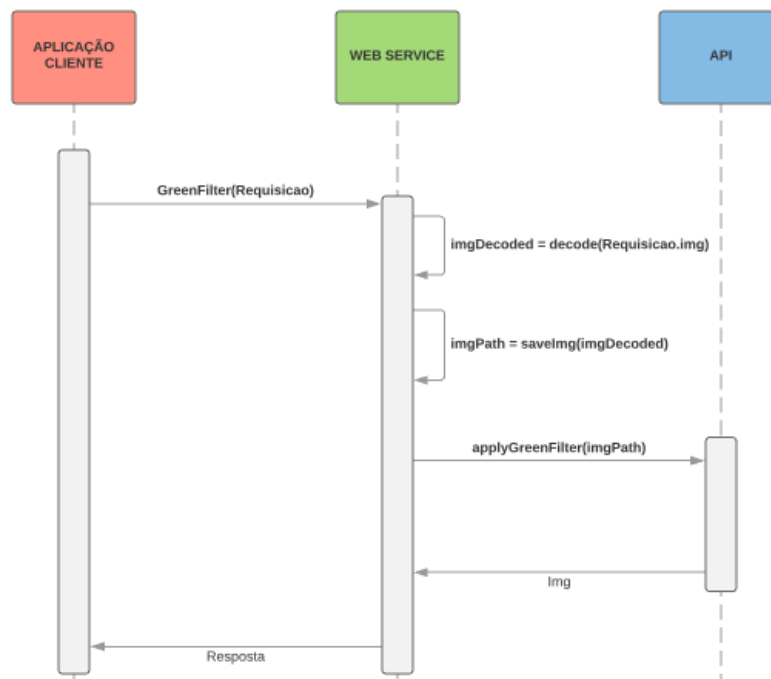 APLICAÇÃO
CLIENTE
WEB SERVICE
API
GreenFilter(Requisicao)
imgDecoded = decode(Requisicao.img)
imgPath = saveImg(imgDecoded)
applyGreenFilter(imgPath)
Img
Resposta